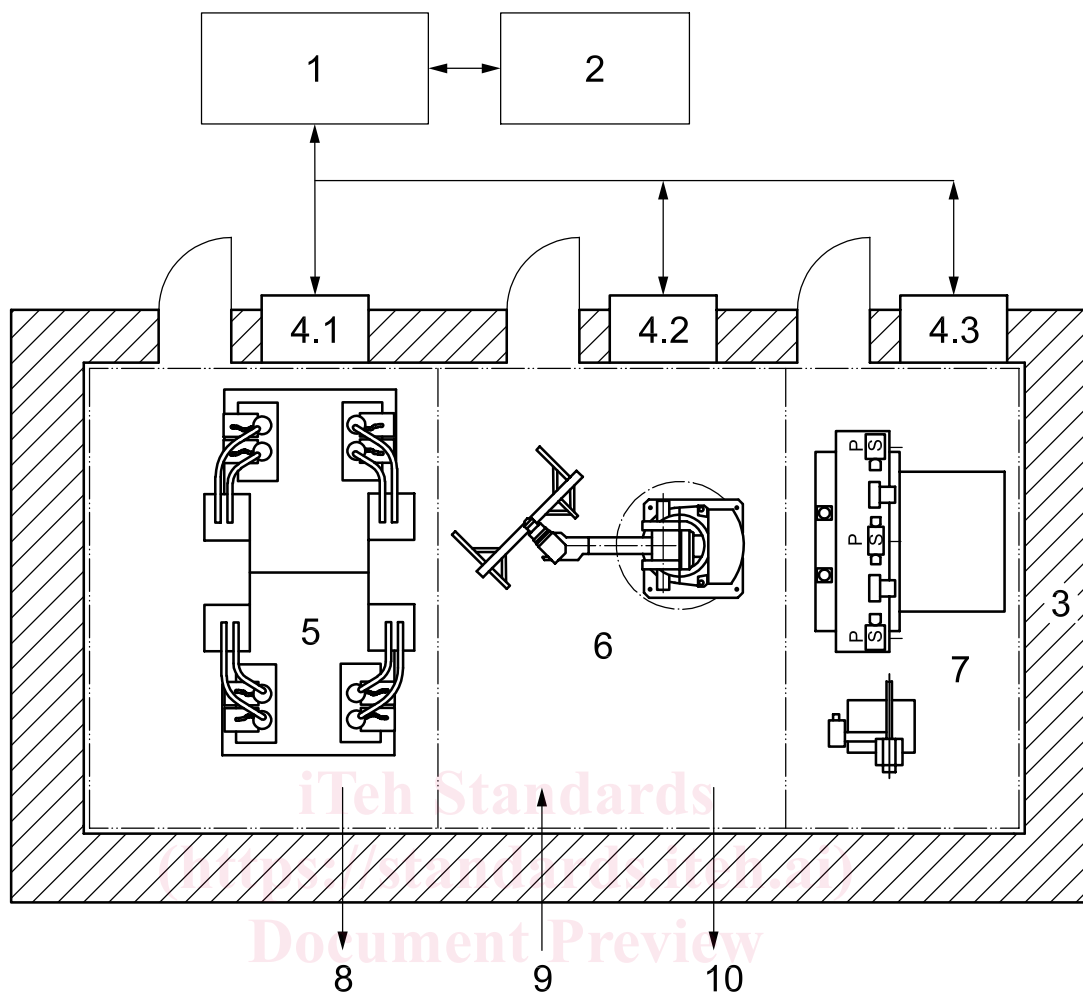 1
2
4.1
4.2
4.3
P S
P S
P S
3
5
6
7
iTeh Standards
(https://standards.iteh.ai)
Document Preview
8
9
10